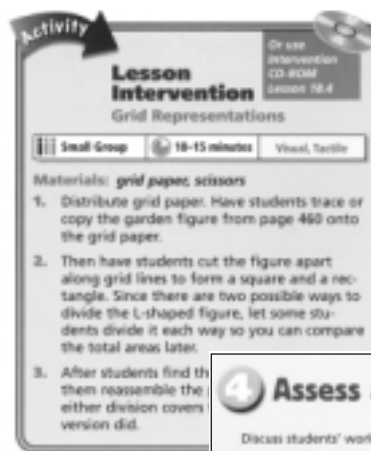 Activity
Or use
Intervention
CD-ROM
Lesson 18.4
Lesson
Intervention
Grid Representations
Small Group
10–15 minutes
Visual, Tactile
Materials: grid paper, scissors
1. Distribute grid paper. Have students trace or
copy the garden figure from page 460 onto
the grid paper.
2. Then have students cut the figure apart
along grid lines to form a square and a rec-
tangle. Since there are two possible ways to
divide the L-shaped figure, let some stu-
dents divide it each way so you can compare
the total areas later.
3. After students find th
them reassemble the
either division covers
version did.
4 Assess
Discuss students' work